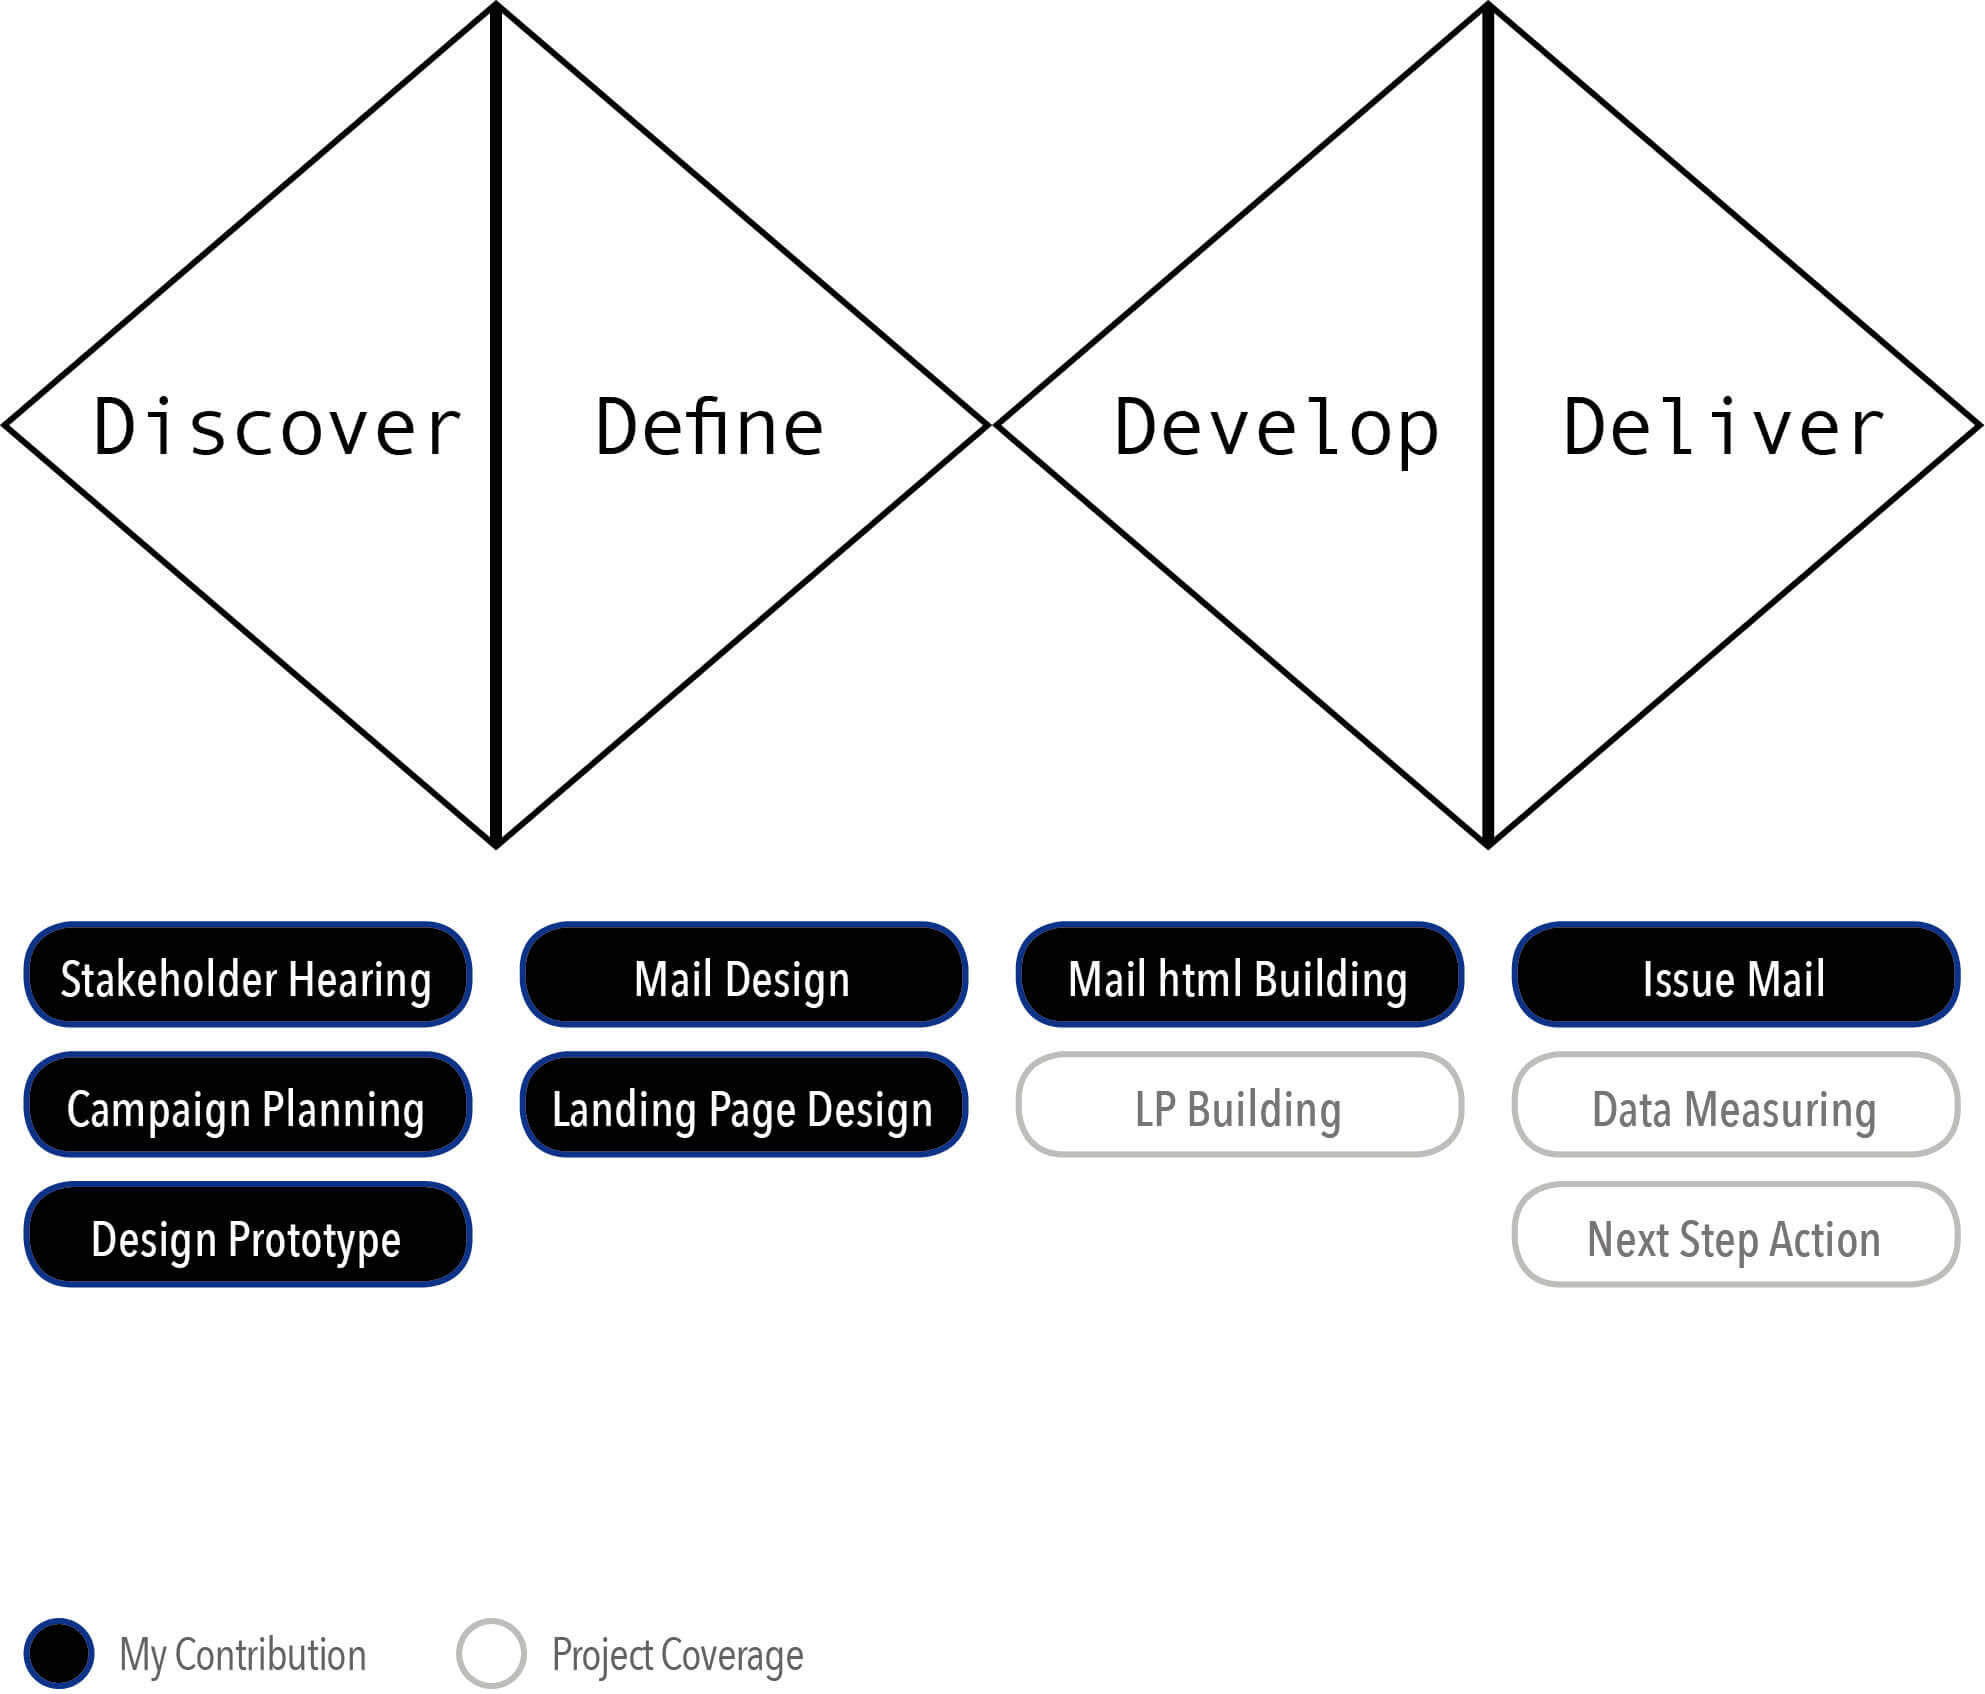 Discover
Define
Develop
Deliver
Stakeholder Hearing
Mail Design
Mail html Building
Issue Mail
Campaign Planning
Landing Page Design
LP Building
Data Measuring
Design Prototype
Next Step Action
My Contribution
Project Coverage